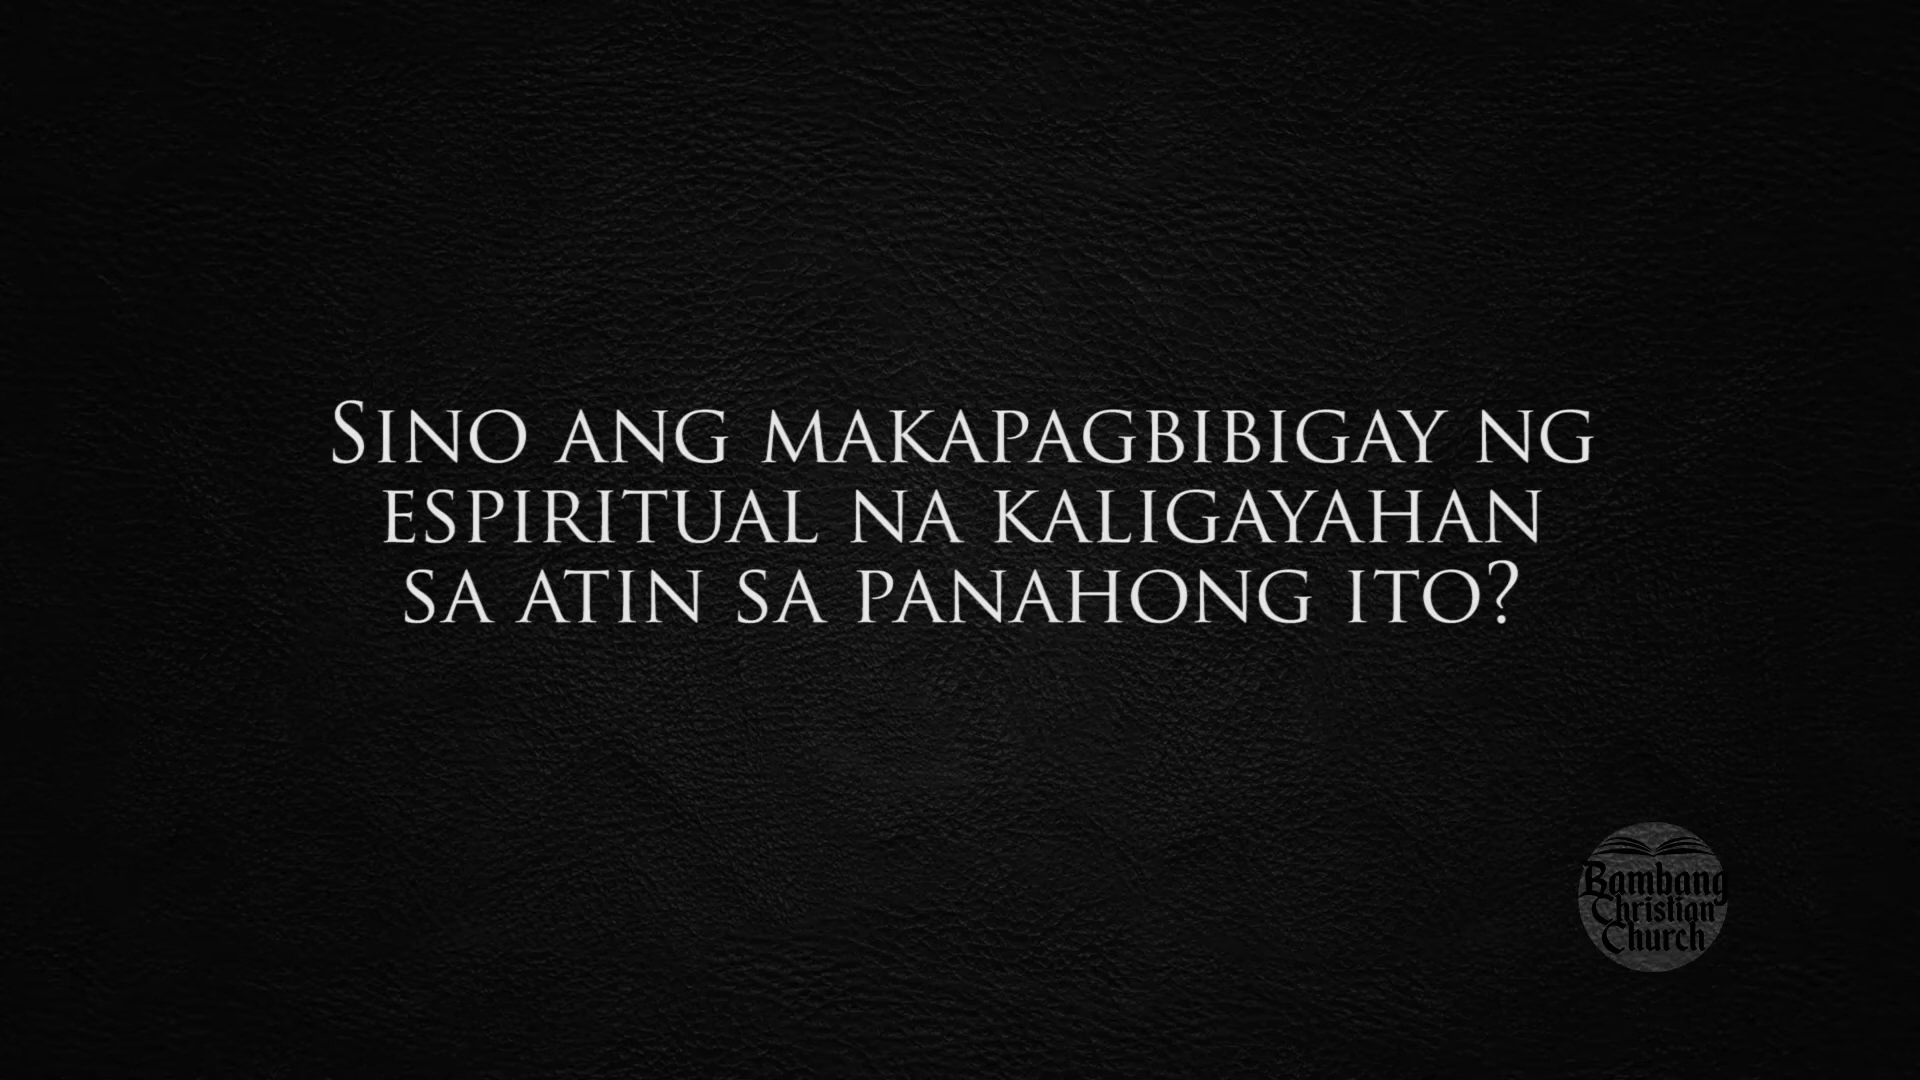 Sino ang makapagbibigay ng
espiritual na kaligayahan
sa atin sa panahong ito?
Bambang
Christian
Church